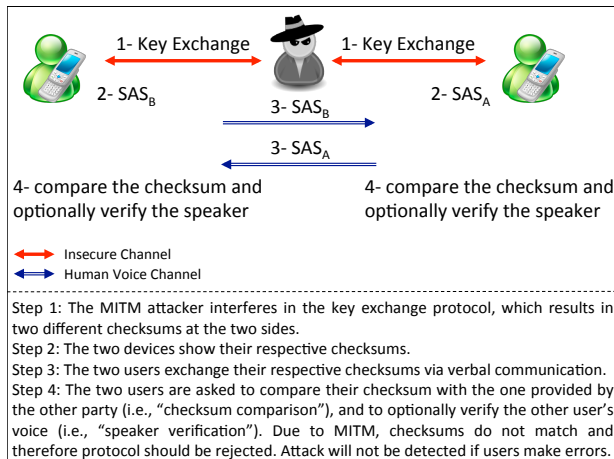 1- Key Exchange
1- Key Exchange
2- SAS_B
2- SAS_A
3- SAS_B
3- SAS_A
4- compare the checksum and
optionally verify the speaker
4- compare the checksum and
optionally verify the speaker
Insecure Channel
Human Voice Channel
Step 1: The MITM attacker interferes in the key exchange protocol, which results in
two different checksums at the two sides.
Step 2: The two devices show their respective checksums.
Step 3: The two users exchange their respective checksums via verbal communication.
Step 4: The two users are asked to compare their checksum with the one provided by
the other party (i.e., “checksum comparison”), and to optionally verify the other user’s
voice (i.e., “speaker verification”). Due to MITM, checksums do not match and
therefore protocol should be rejected. Attack will not be detected if users make errors.